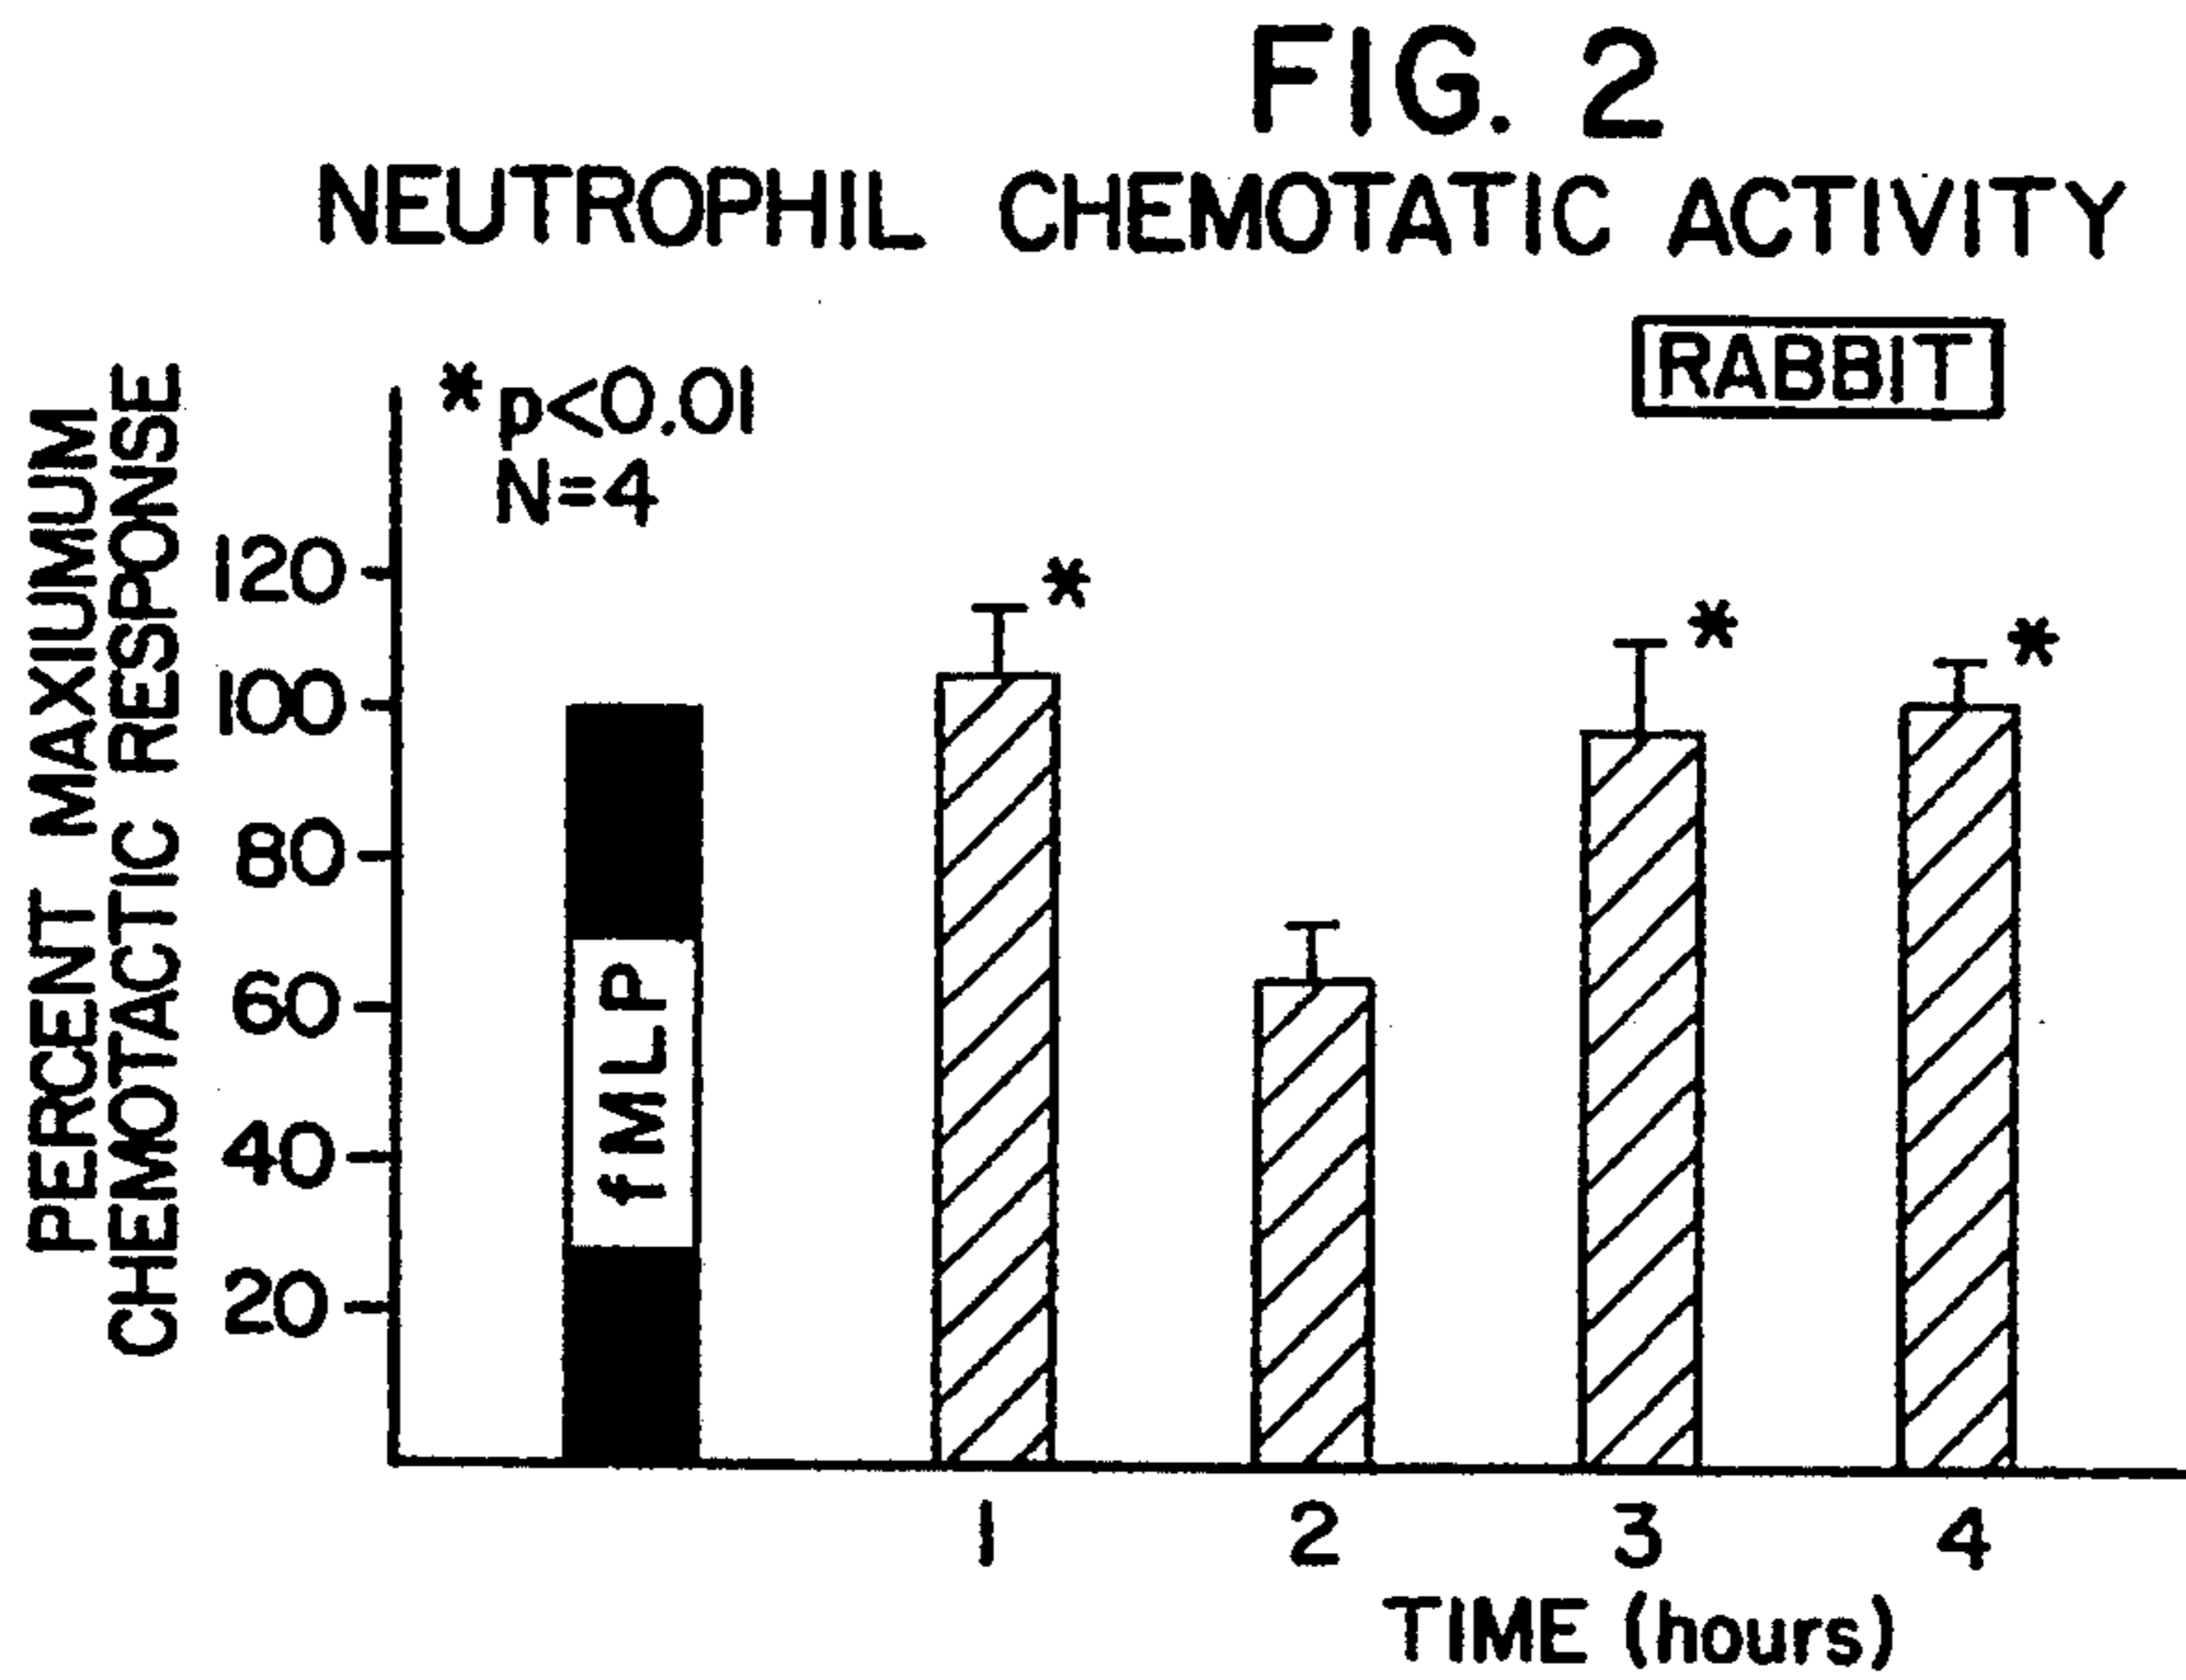 FIG. 2
NEUTROPHIL CHEMOTATIC ACTIVITY
RABBIT
* p<0.01
N=4
PERCENT MAXIUMUM
CHEMOTACTIC RESPONSE
120
100
80
60
40
20
fMLP
*
*
*
1 2 3 4
TIME (hours)